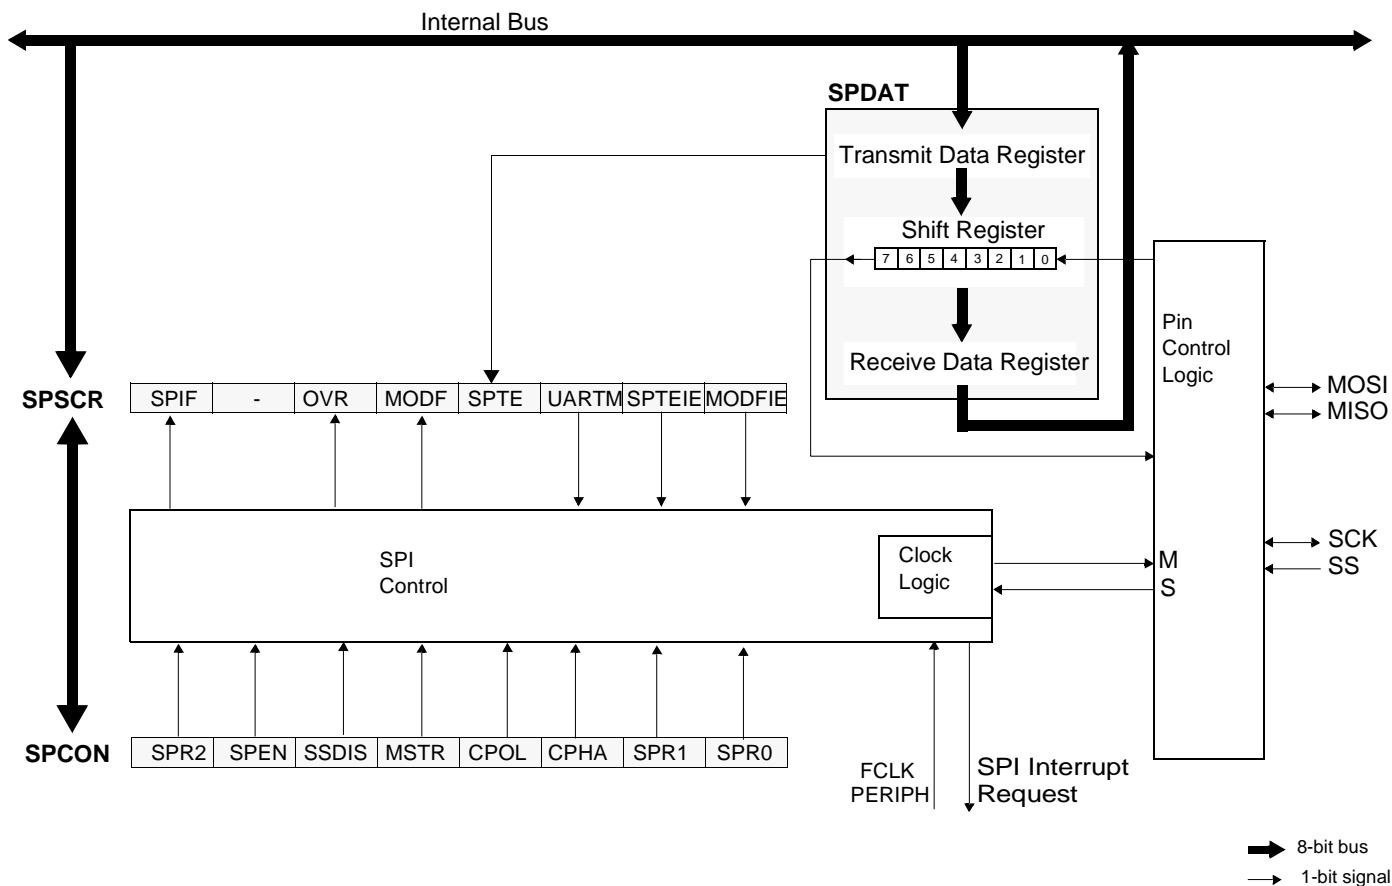 Internal Bus
SPDAT
Transmit Data Register
Shift Register
7 6 5 4 3 2 1 0
Receive Data Register
Pin
Control
Logic
MOSI
MISO
SCK
SS
M
S
SPSCR
SPIF - OVR MODF SPTE UARTM SPTEIE MODFIE
SPI
Control
Clock
Logic
SPCON
SPR2 SPEN SSDIS MSTR CPOL CPHA SPR1 SPR0
FCLK
PERIPH
SPI Interrupt
Request
8-bit bus
1-bit signal